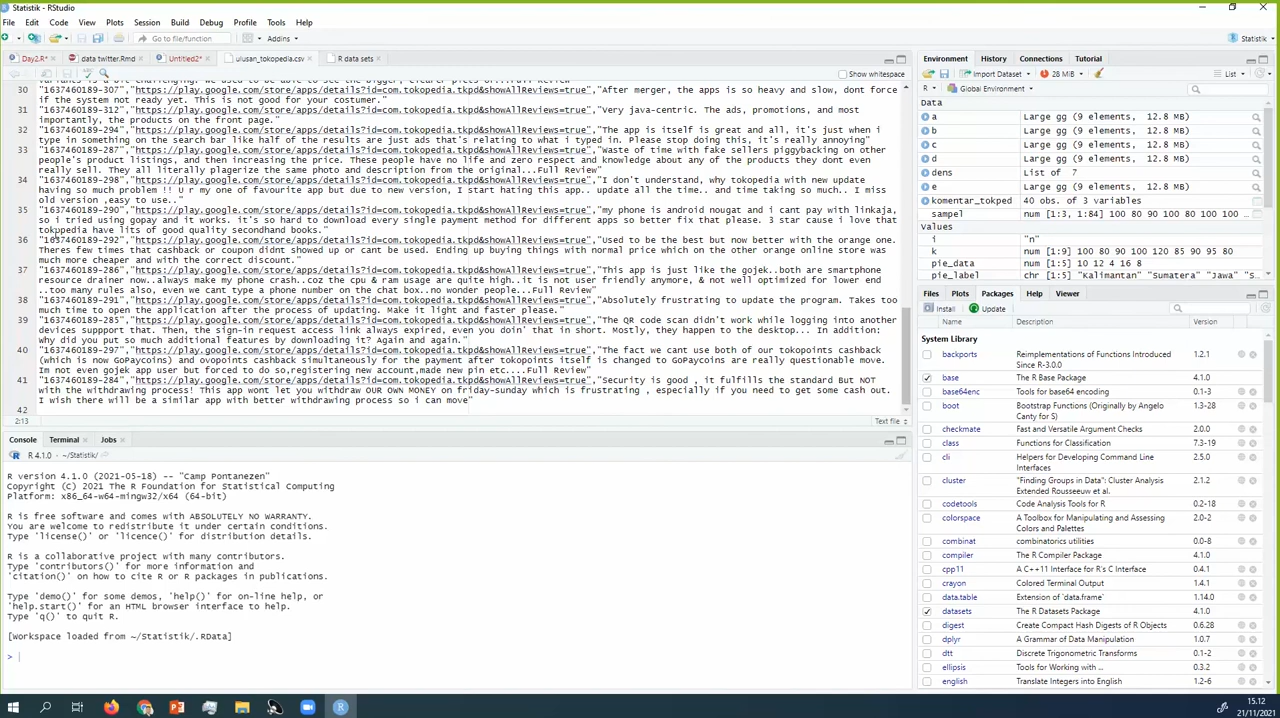 Statistik - RStudio
File Edit Code View Plots Session Build Debug Profile Tools Help
Go to file/function Addins Statistik
Day2.R* data twitter.Rmd Untitled2* ulusan_tokopedia.csv R data sets
Show whitespace
variants is a bit challenging. We used to be able to see the bigger clearer
30 "1637460189-307","https://play.google.com/store/apps/details?id=com.tokopedia.tkpd&showAllReviews=true","After merger, the apps is so heavy and slow, dont force
if the system not ready yet. This is not good for your costumer."
31 "1637460189-312","https://play.google.com/store/apps/details?id=com.tokopedia.tkpd&showAllReviews=true","Very java-centric. The ads, promotions, and most
importantly, the products on the front page."
32 "1637460189-294","https://play.google.com/store/apps/details?id=com.tokopedia.tkpd&showAllReviews=true","The app is itself is great and all, it's just when i
type in something on the search bar like half of the results are just ads that's relating to what i typed in. Please stop doing this, it's really annoying"
33 "1637460189-287","https://play.google.com/store/apps/details?id=com.tokopedia.tkpd&showAllReviews=true","Waste of time with fake sellers piggybacking on other
people's product listings, and then increasing the price. These people have no life and zero respect and knowledge about any of the products they dont even
really sell. They all literally plagerize the same photo and description from the original...Full Review"
34 "1637460189-298","https://play.google.com/store/apps/details?id=com.tokopedia.tkpd&showAllReviews=true","I don't understand, why tokopedia with new update
having so much problem !! U r my one of favourite app but due to new version, I start hating this app.. update all the time.. and time taking so much.. I miss
old version ,easy to use.."
35 "1637460189-290","https://play.google.com/store/apps/details?id=com.tokopedia.tkpd&showAllReviews=true","my phone is android nougat and i cant pay with linkaja,
so i tried using gopay and it works. it's so hard to download every single payment method for different apps so better fix that please. 3 star cause i love that
tokopedia have lits of good quality secondhand books."
36 "1637460189-292","https://play.google.com/store/apps/details?id=com.tokopedia.tkpd&showAllReviews=true","Used to be the best but now better with the orange one.
Theres few times that cashback or coupon didnt showed up or cant be used. Ending up buying things with normal price which on the other orange online store was
much more cheaper and with the correct discount."
37 "1637460189-286","https://play.google.com/store/apps/details?id=com.tokopedia.tkpd&showAllReviews=true","This app is just like the gojek..both are smartphone
resource drainer now..always make my phone crash..coz the cpu & ram usage are quite high..it is not user friendly anymore, & not well optimized for lower end
..too many rules also, even we cant type a phone number on the chat box..no wonder people...Full Review"
38 "1637460189-291","https://play.google.com/store/apps/details?id=com.tokopedia.tkpd&showAllReviews=true","Absolutely frustrating to update the program. Takes too
much time to open the application after the process of updating. Make it light and faster please."
39 "1637460189-285","https://play.google.com/store/apps/details?id=com.tokopedia.tkpd&showAllReviews=true","The QR code scan didn't work while logging into another
devices suppport that. They, the sign-in request access link always expired, even you doin' that in short. Mostly, they happened to the desktop... In addition:
Why did you put so much additional features by downloading it? Again and again."
40 "1637460189-297","https://play.google.com/store/apps/details?id=com.tokopedia.tkpd&showAllReviews=true","The fact we cant use both of our tokopoints cashback
(which is now GoPaycoins) and ovopoints cashback simultaneously for the payment after tokopoints itself is changed to GOPaycoins are really questionable move.
Im not even gojek app user but forced to do so,registering new account,made new pin etc....Full Review"
41 "1637460189-284","https://play.google.com/store/apps/details?id=com.tokopedia.tkpd&showAllReviews=true","Security is good , it fulfills the standard But NOT
with the withdrawing process! This app wont let you withdraw OUR OWN MONEY on friday-sunday which is frustrating , especially if you need to get some cash out.
I wish there will be a similar app with better withdrawing process so i can move"
42
2:13 Text file
Console Terminal Jobs
R 4.1.0 · ~/Statistik/
R version 4.1.0 (2021-05-18) -- "Camp Pontanezen"
Copyright (C) 2021 The R Foundation for Statistical Computing
Platform: x86_64-w64-mingw32/x64 (64-bit)
R is free software and comes with ABSOLUTELY NO WARRANTY.
You are welcome to redistribute it under certain conditions.
Type 'license()' or 'licence()' for distribution details.
R is a collaborative project with many contributors.
Type 'contributors()' for more information and
'citation()' on how to cite R or R packages in publications.
Type 'demo()' for some demos, 'help()' for on-line help, or
'help.start()' for an HTML browser interface to help.
Type 'q()' to quit R.
[Workspace loaded from ~/Statistik/.RData]
>
Environment History Connections Tutorial
Import Dataset 28 MiB List
R Global Environment
Data
a Large gg (9 elements, 12.8 MB)
b Large gg (9 elements, 12.8 MB)
c Large gg (9 elements, 12.8 MB)
d Large gg (9 elements, 12.8 MB)
dens List of 7
e Large gg (9 elements, 12.8 MB)
komentar_tokped 40 obs. of 3 variables
sampel num [1:3, 1:84] 100 80 90 100 80 100 100 ...
Values
i "n"
k num [1:9] 100 80 90 100 120 85 90 95 80
pie_data num [1:5] 10 12 4 16 8
pie_label chr [1:5] "Kalimantan" "Sumatera" "Jawa" "S...
Files Plots Packages Help Viewer
Install Update
Name Description Version
System Library
backports Reimplementations of Functions Introduced Since R-3.0.0 1.2.1
base The R Base Package 4.1.0
base64enc Tools for base64 encoding 0.1-3
boot Bootstrap Functions (Originally by Angelo Canty for S) 1.3-28
checkmate Fast and Versatile Argument Checks 2.0.0
class Functions for Classification 7.3-19
cli Helpers for Developing Command Line Interfaces 2.5.0
cluster "Finding Groups in Data": Cluster Analysis Extended Rousseeuw et al. 2.1.2
codetools Code Analysis Tools for R 0.2-18
colorspace A Toolbox for Manipulating and Assessing Colors and Palettes 2.0-2
combinat combinatorics utilities 0.0-8
compiler The R Compiler Package 4.1.0
cpp11 A C++11 Interface for R's C Interface 0.4.1
crayon Colored Terminal Output 1.4.1
data.table Extension of `data.frame` 1.14.0
datasets The R Datasets Package 4.1.0
digest Create Compact Hash Digests of R Objects 0.6.28
dplyr A Grammar of Data Manipulation 1.0.7
dtt Discrete Trigonometric Transforms 0.1-2
ellipsis Tools for Working with ... 0.3.2
english Translate Integers into English 1.2-6
15.12
21/11/2021